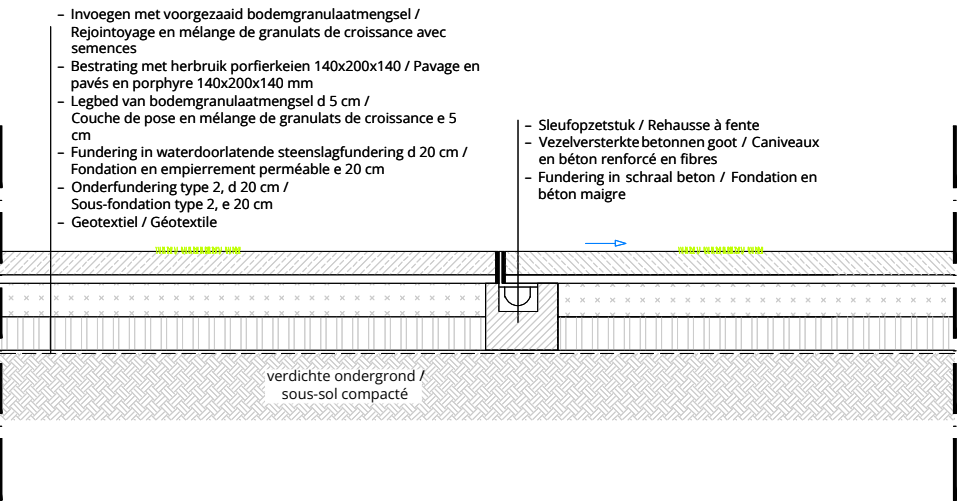 – Invoegen met voorgezaaid bodemgranulaatmengsel /
Rejointoyage en mélange de granulats de croissance avec
semences
– Bestrating met herbruik porfierkeien 140x200x140 / Pavage en
pavés en porphyre 140x200x140 mm
– Legbed van bodemgranulaatmengsel d 5 cm /
Couche de pose en mélange de granulats de croissance e 5
cm
– Fundering in waterdoorlatende steenslagfundering d 20 cm /
Fondation en empierrement perméable e 20 cm
– Onderfundering type 2, d 20 cm /
Sous-fondation type 2, e 20 cm
– Geotextiel / Géotextile
– Sleufopzetstuk / Rehausse à fente
– Vezelversterkte betonnen goot / Caniveaux
en béton renforcé en fibres
– Fundering in schraal beton / Fondation en
béton maigre
verdichte ondergrond /
sous-sol compacté